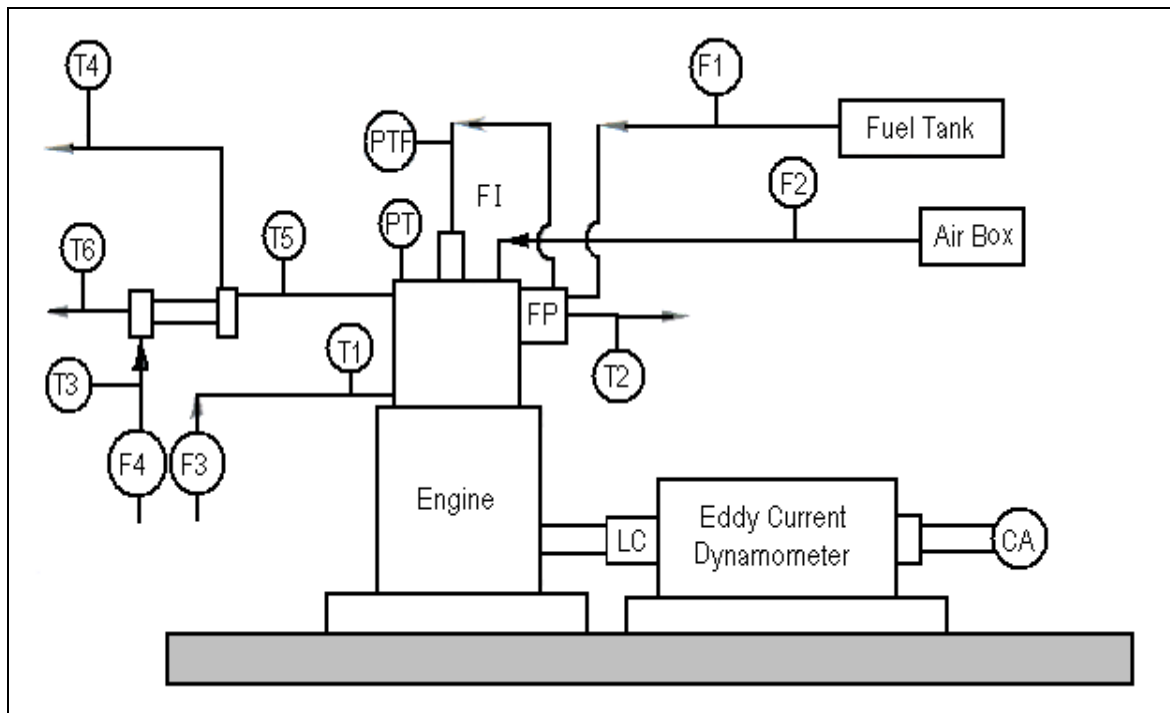 T4
F1
Fuel Tank
PTF
F2
FI
PT
T5
Air Box
T6
FP
T1
T2
T3
F4
F3
Engine
Eddy Current
Dynamometer
LC
CA